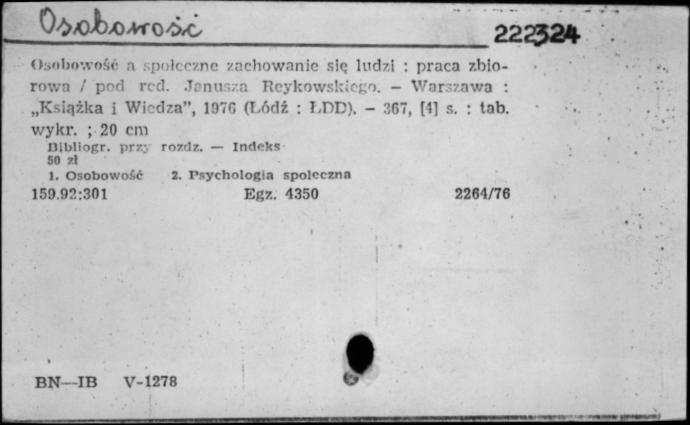 Osobowość
222324
Osobowość a społeczne zachowanie się ludzi : praca zbio-
rowa / pod red. Janusza Reykowskiego. – Warszawa :
„Książka i Wiedza”, 1976 (Łódź : ŁDD). – 367, [4] s. : tab.
wykr. ; 20 cm
Bibliogr. przy rozdz. — Indeks
50 zł
1. Osobowość 2. Psychologia społeczna
159.92:301 Egz. 4350 2264/76
BN—IB V-1278